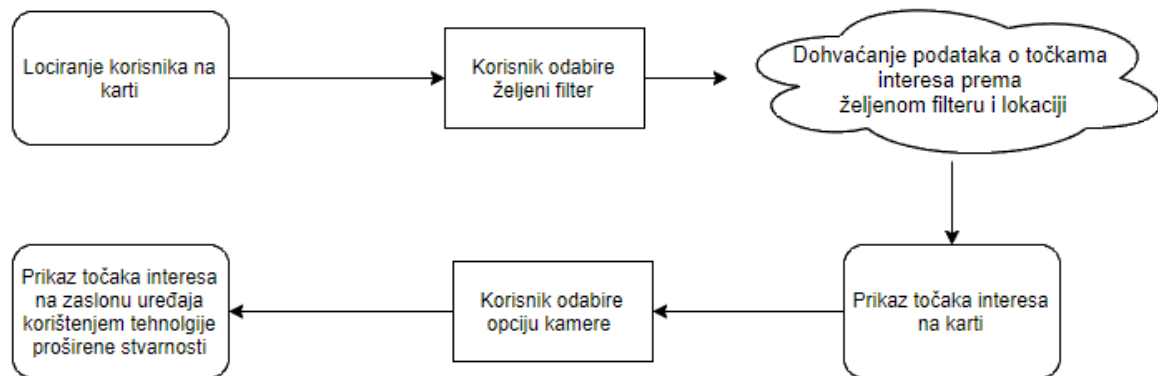 Lociranje korisnika na
karti
Korisnik odabire
željeni filter
Dohvaćanje podataka o točkama
interesa prema
željenom filteru i lokaciji
Prikaz točaka interesa
na karti
Korisnik odabire
opciju kamere
Prikaz točaka interesa
na zaslonu uređaja
korištenjem tehnolgije
proširene stvarnosti